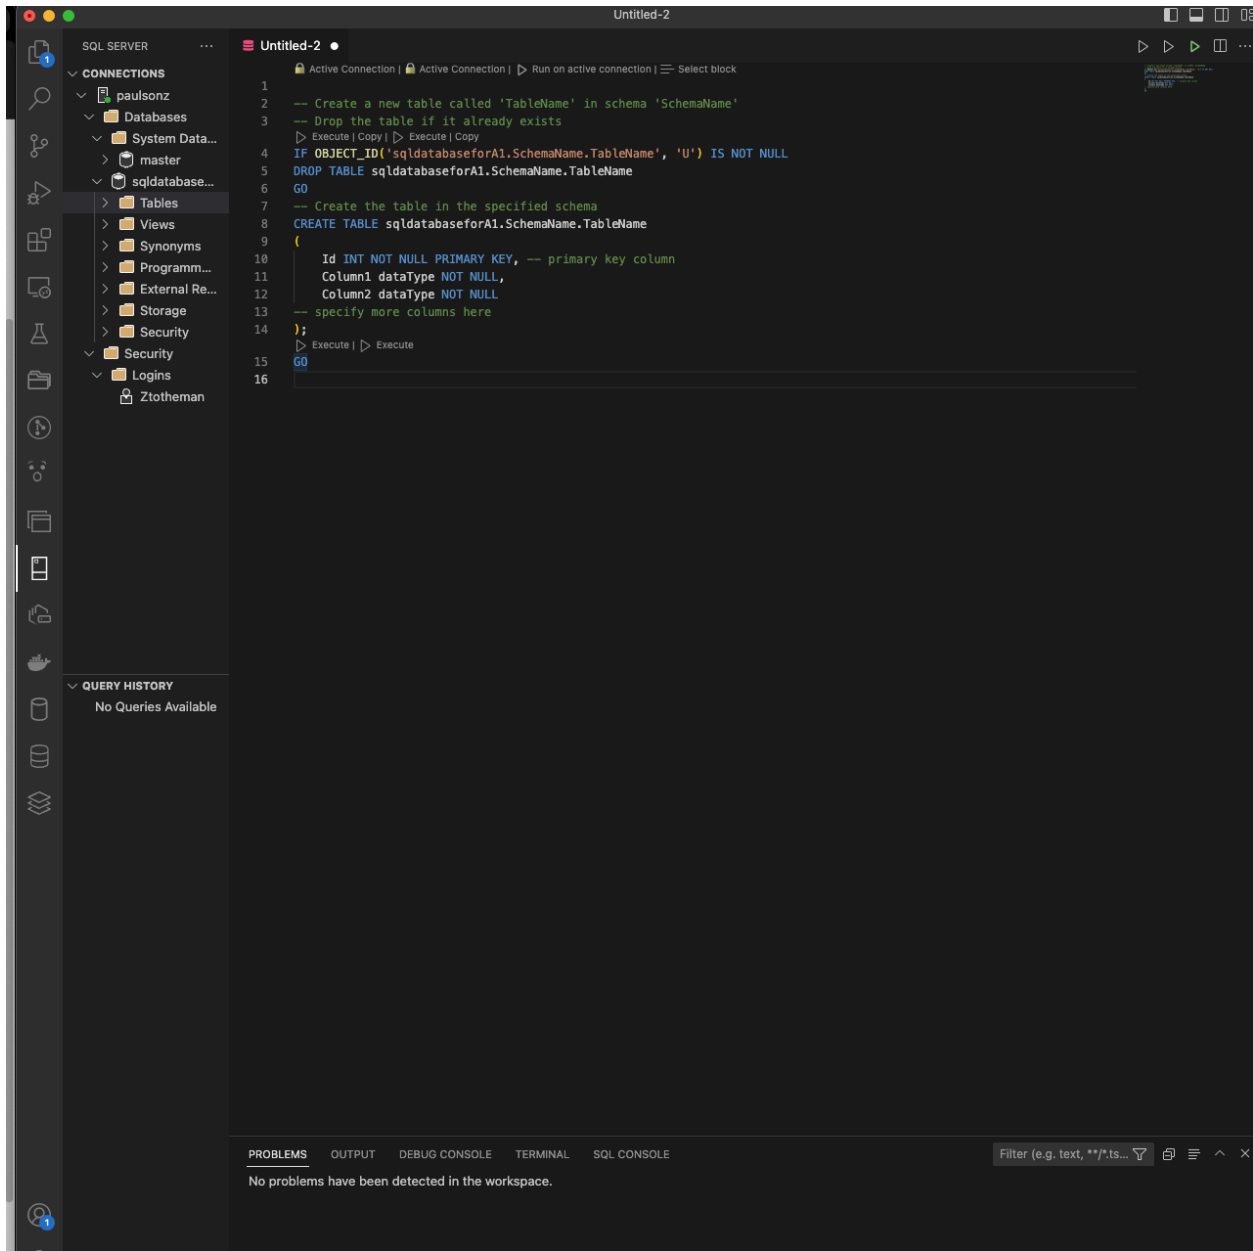 Untitled-2
SQL SERVER ···
CONNECTIONS
paulsonz
Databases
System Data...
master
sqldatabase...
Tables
Views
Synonyms
Programm...
External Re...
Storage
Security
Security
Logins
Ztotheman
QUERY HISTORY
No Queries Available
Untitled-2
Active Connection | Active Connection | Run on active connection | Select block
1
2 -- Create a new table called 'TableName' in schema 'SchemaName'
3 -- Drop the table if it already exists
Execute | Copy | Execute | Copy
4 IF OBJECT_ID('sqldatabaseforA1.SchemaName.TableName', 'U') IS NOT NULL
5 DROP TABLE sqldatabaseforA1.SchemaName.TableName
6 GO
7 -- Create the table in the specified schema
8 CREATE TABLE sqldatabaseforA1.SchemaName.TableName
9 (
10 Id INT NOT NULL PRIMARY KEY, -- primary key column
11 Column1 dataType NOT NULL,
12 Column2 dataType NOT NULL
13 -- specify more columns here
14 );
Execute | Execute
15 GO
16
PROBLEMS OUTPUT DEBUG CONSOLE TERMINAL SQL CONSOLE
Filter (e.g. text, **/*.ts...
No problems have been detected in the workspace.
1
1